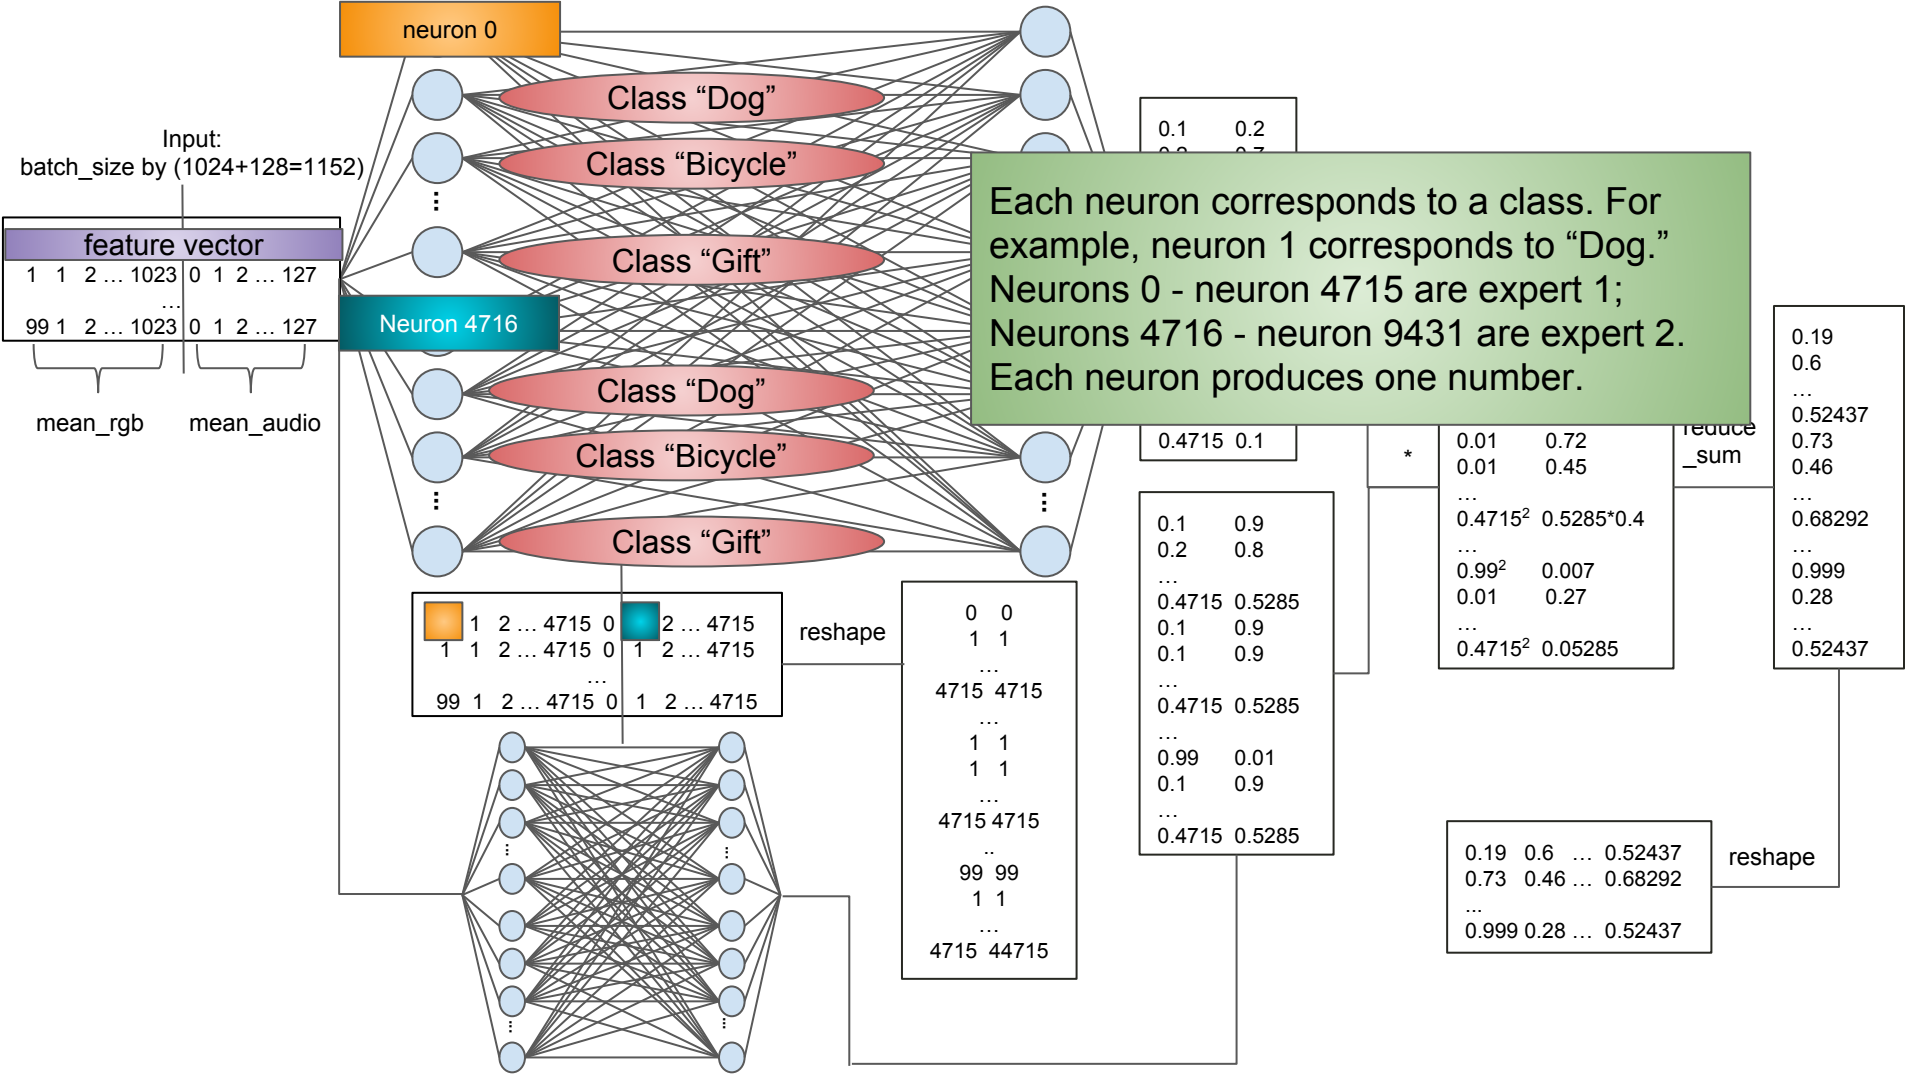 neuron 0
Class “Dog”
Class “Bicycle”
...
Class “Gift”
Neuron 4716
Class “Dog”
Class “Bicycle”
...
Class “Gift”
Input:
batch_size by (1024+128=1152)
feature vector
1 1 2 … 1023 0 1 2 … 127
…
99 1 2 … 1023 0 1 2 … 127
mean_rgb mean_audio
Each neuron corresponds to a class. For
example, neuron 1 corresponds to “Dog.”
Neurons 0 - neuron 4715 are expert 1;
Neurons 4716 - neuron 9431 are expert 2.
Each neuron produces one number.
...
0.1 0.2
0.4715 0.1
1 2 … 4715 0 2 … 4715
1 1 2 … 4715 0 1 2 … 4715
…
99 1 2 … 4715 0 1 2 … 4715
reshape
0 0
1 1
…
4715 4715
…
1 1
1 1
…
4715 4715
..
99 99
1 1
…
4715 44715
...
...
...
...
0.1 0.9
0.2 0.8
…
0.4715 0.5285
0.1 0.9
0.1 0.9
…
0.4715 0.5285
…
0.99 0.01
0.1 0.9
…
0.4715 0.5285
*
0.01 0.72
0.01 0.45
…
0.4715² 0.5285*0.4
…
0.99² 0.007
0.01 0.27
…
0.4715² 0.05285
reduce
_sum
0.19
0.6
…
0.52437
0.73
0.46
…
0.68292
…
0.999
0.28
…
0.52437
reshape
0.19 0.6 … 0.52437
0.73 0.46 … 0.68292
...
0.999 0.28 … 0.52437